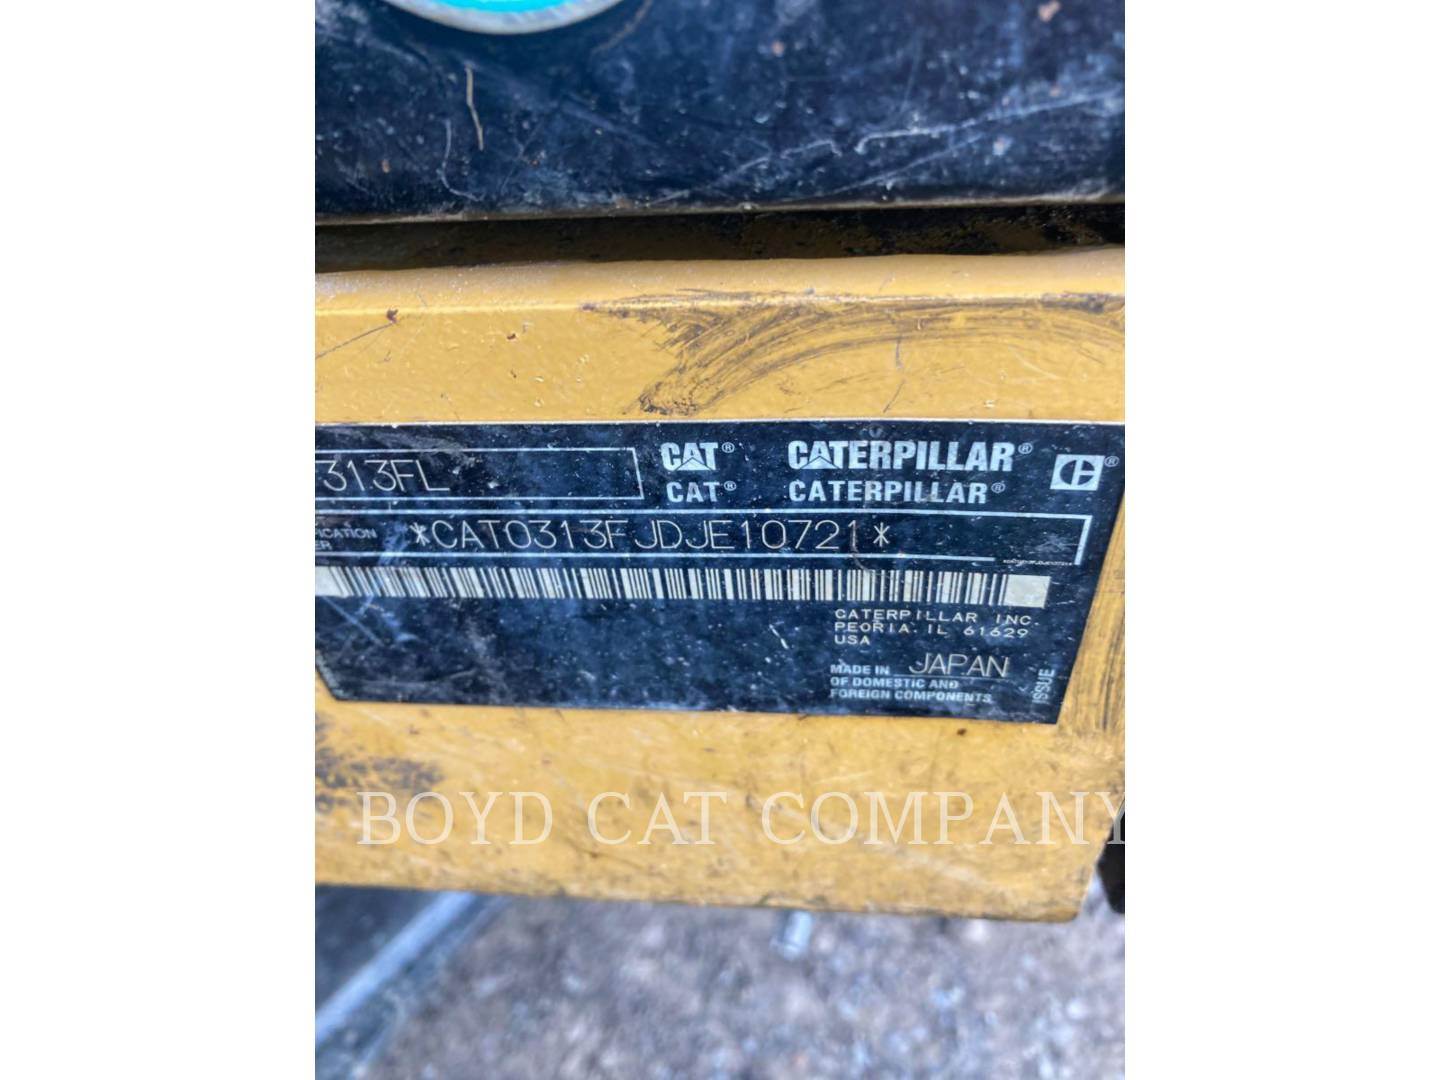 313FL
CAT® CATERPILLAR®
CAT® CATERPILLAR®
*CAT0313FJDJE10721*
CATERPILLAR INC.
PEORIA, IL 61629
USA
MADE IN JAPAN
OF DOMESTIC AND
FOREIGN COMPONENTS
ISSUE
BOYD CAT COMPANY